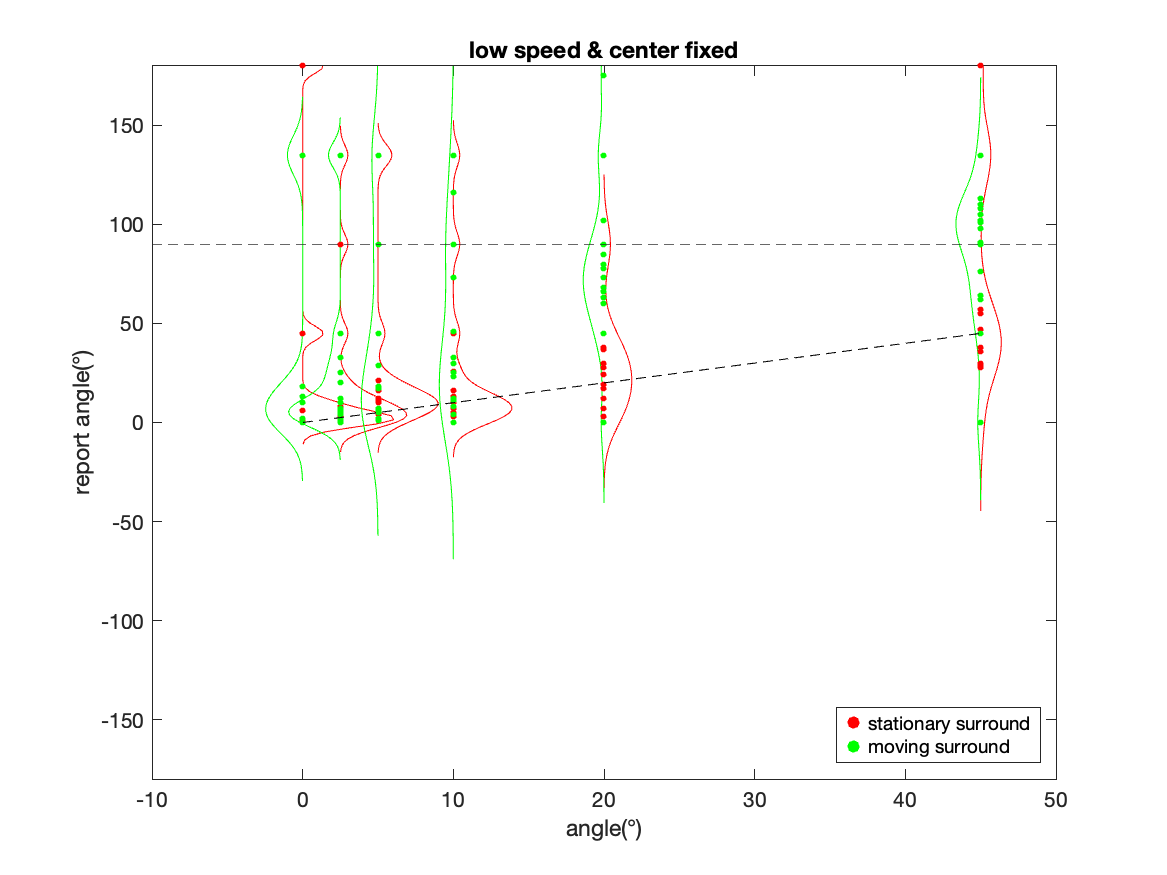 low speed & center fixed
150
100
50
0
-50
-100
-150
report angle(°)
-10
0
10
20
30
40
50
angle(°)
stationary surround
moving surround